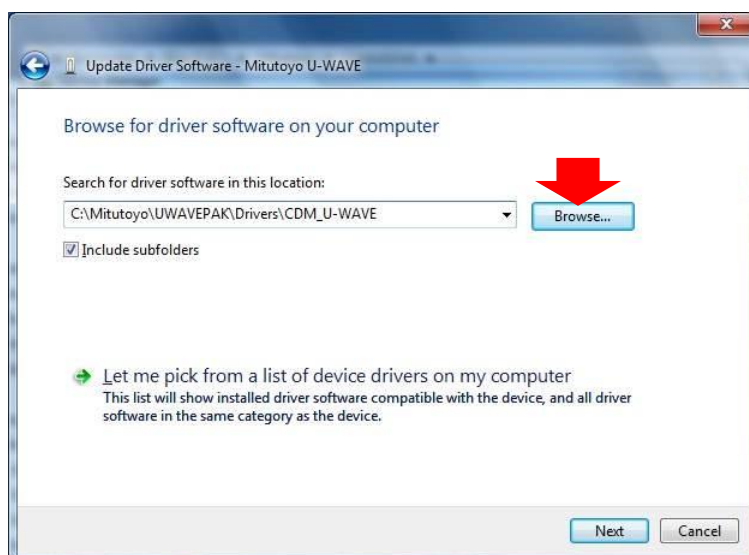 Update Driver Software - Mitutoyo U-WAVE
Browse for driver software on your computer
Search for driver software in this location:
C:\Mitutoyo\UWAVEPAK\Drivers\CDM_U-WAVE
Browse...
Include subfolders
Let me pick from a list of device drivers on my computer
This list will show installed driver software compatible with the device, and all driver
software in the same category as the device.
Next
Cancel